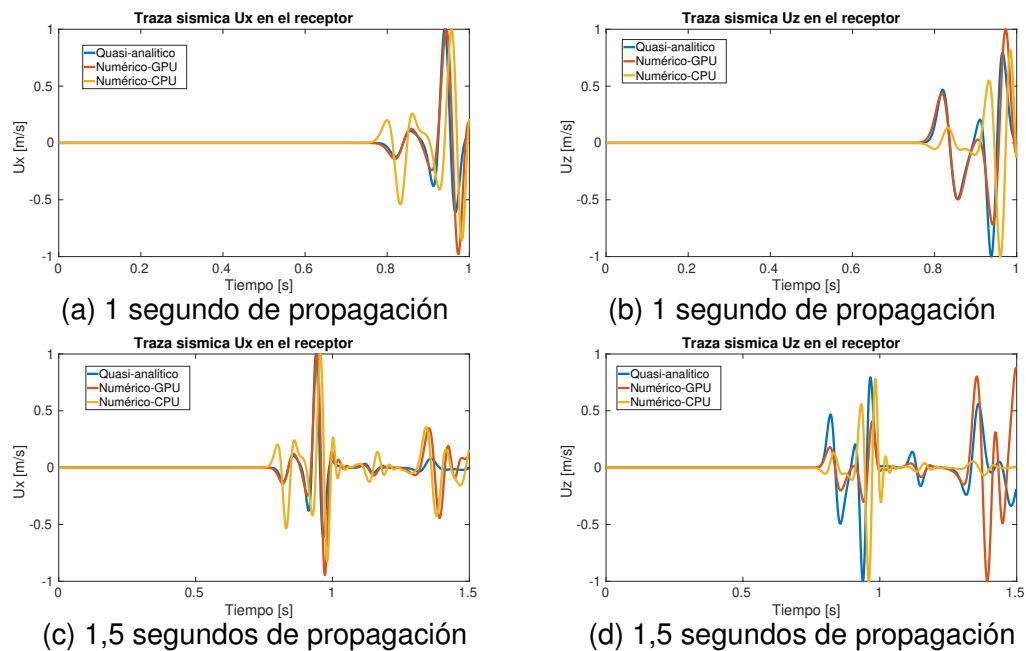 Traza sismica Ux en el receptor
Quasi-analitico
Numérico-GPU
Numérico-CPU
Ux [m/s]
1
0.5
0
-0.5
-1
0 0.2 0.4 0.6 0.8 1
Tiempo [s]
(a) 1 segundo de propagación
Traza sismica Uz en el receptor
Quasi-analitico
Numérico-GPU
Numérico-CPU
Uz [m/s]
1
0.5
0
-0.5
-1
0 0.2 0.4 0.6 0.8 1
Tiempo [s]
(b) 1 segundo de propagación
Traza sismica Ux en el receptor
Quasi-analitico
Numérico-GPU
Numérico-CPU
Ux [m/s]
1
0.5
0
-0.5
-1
0 0.5 1 1.5
Tiempo [s]
(c) 1,5 segundos de propagación
Traza sismica Uz en el receptor
Quasi-analitico
Numérico-GPU
Numérico-CPU
Uz [m/s]
1
0.5
0
-0.5
-1
0 0.5 1 1.5
Tiempo [s]
(d) 1,5 segundos de propagación